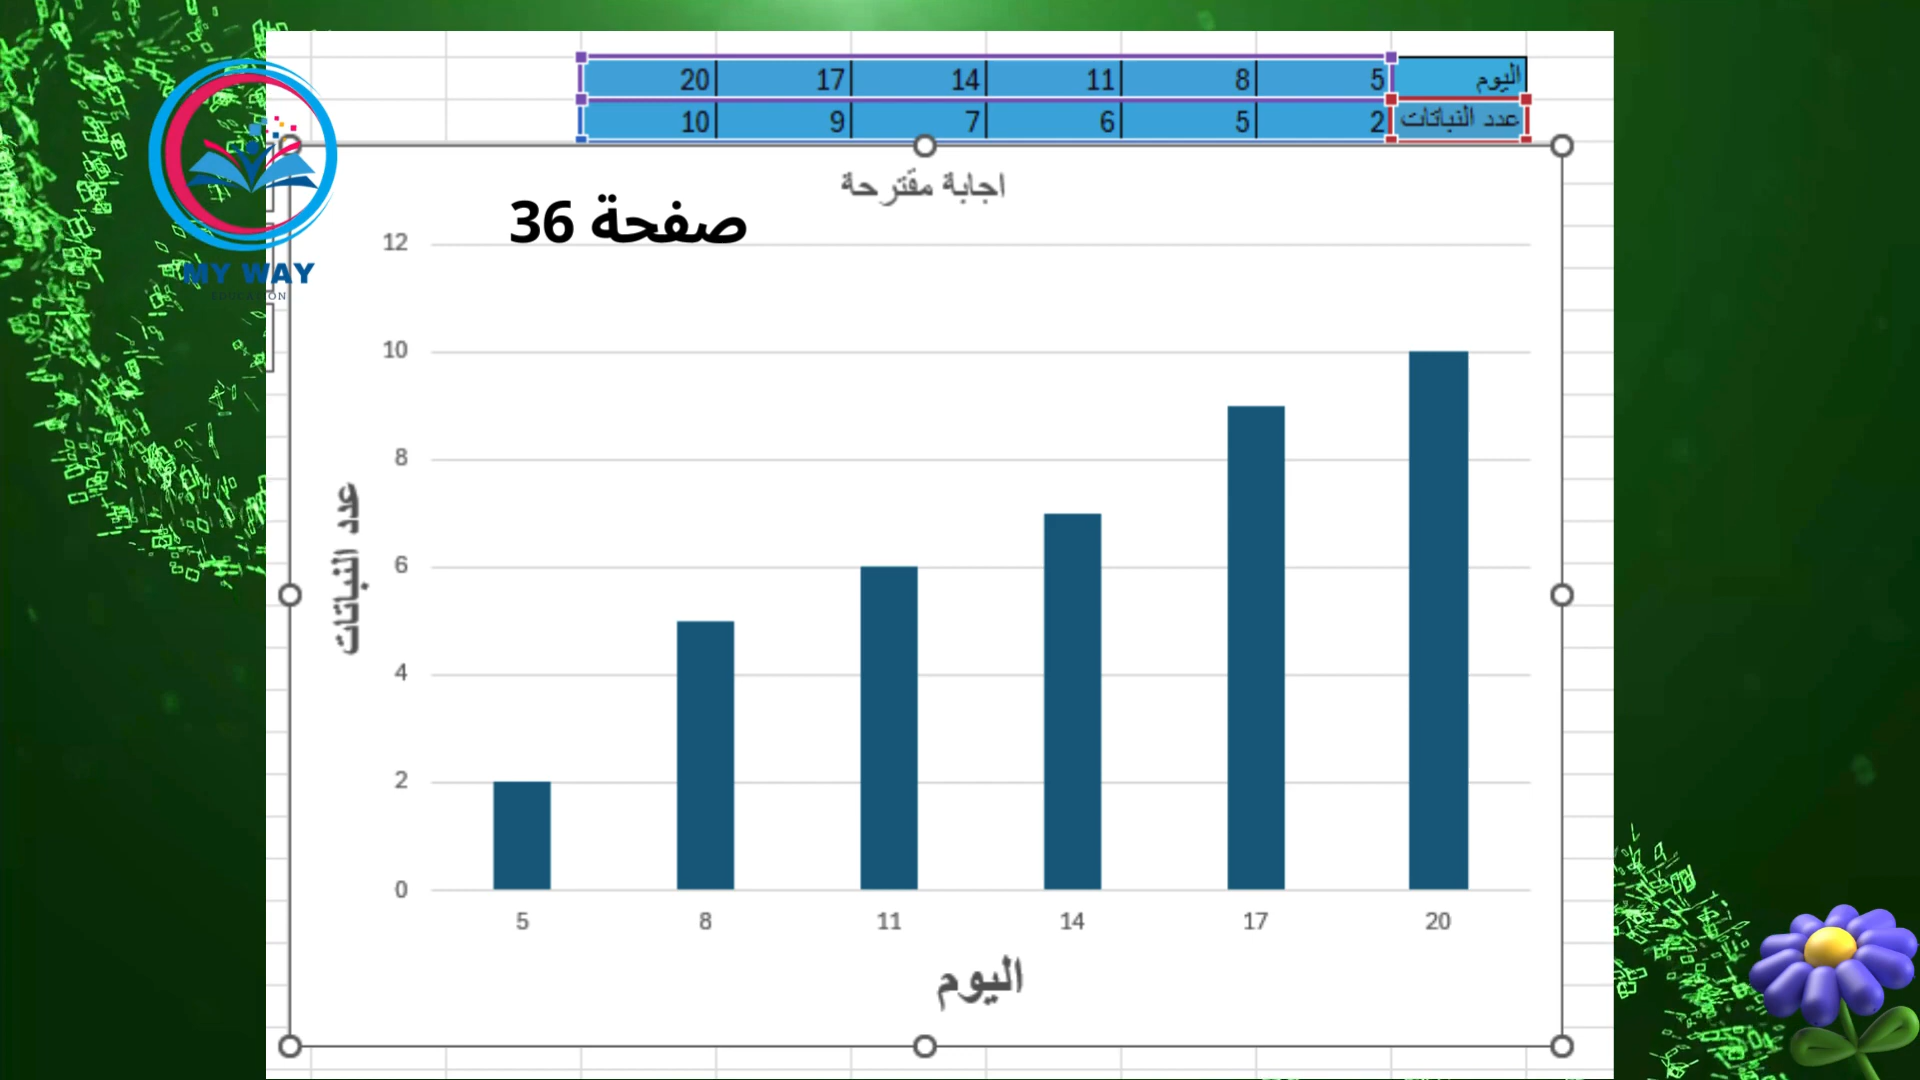 اليوم 5 8 11 14 17 20
عدد النباتات 2 5 6 7 9 10
اجابة مقترحة
صفحة 36
MY WAY
EDUCATION
12
10
8
6
4
2
0
عدد النباتات
5 8 11 14 17 20
اليوم